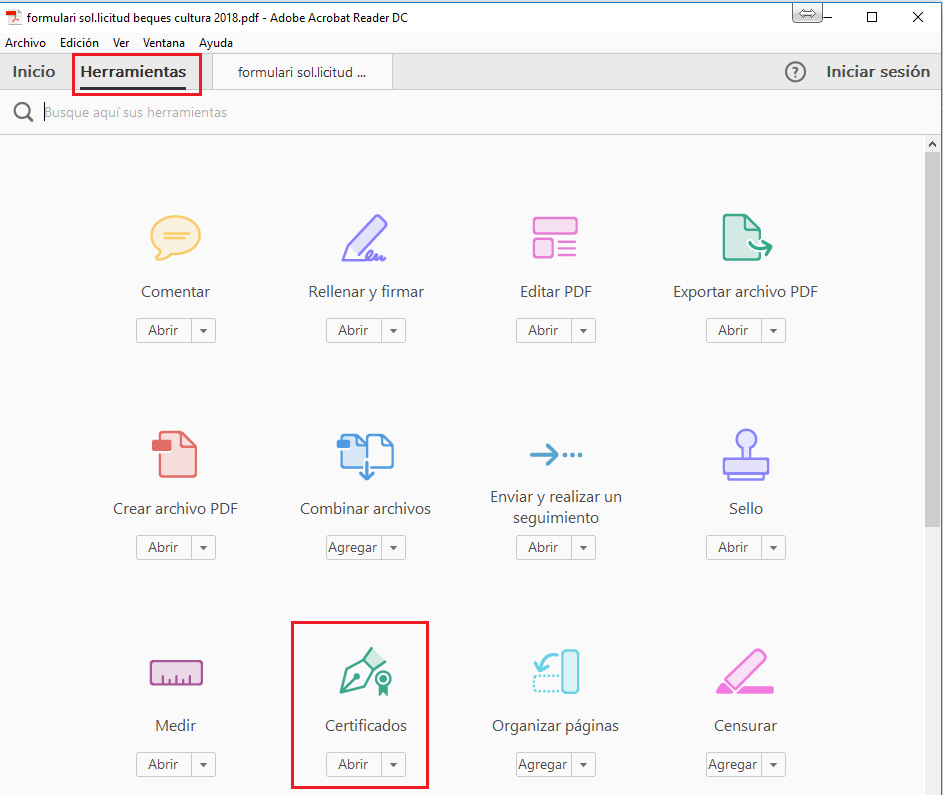 formulari sol.licitud beques cultura 2018.pdf - Adobe Acrobat Reader DC
Archivo Edición Ver Ventana Ayuda
Inicio Herramientas formulari sol.licitud ... ? Iniciar sesión
Busque aquí sus herramientas
Comentar Rellenar y firmar Editar PDF Exportar archivo PDF
Abrir Abrir Abrir Abrir
Crear archivo PDF Combinar archivos Enviar y realizar un seguimiento Sello
Abrir Agregar Abrir Abrir
Medir Certificados Organizar páginas Censurar
Abrir Abrir Agregar Agregar